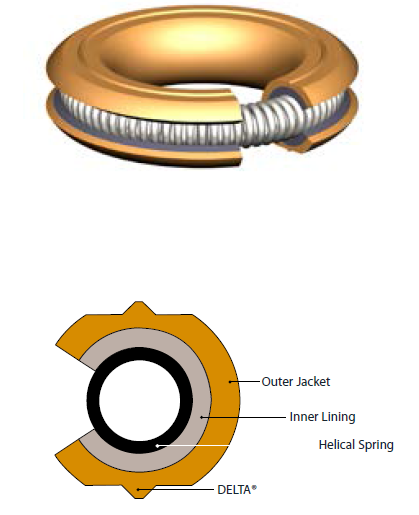 Outer Jacket
Inner Lining
Helical Spring
DELTA®